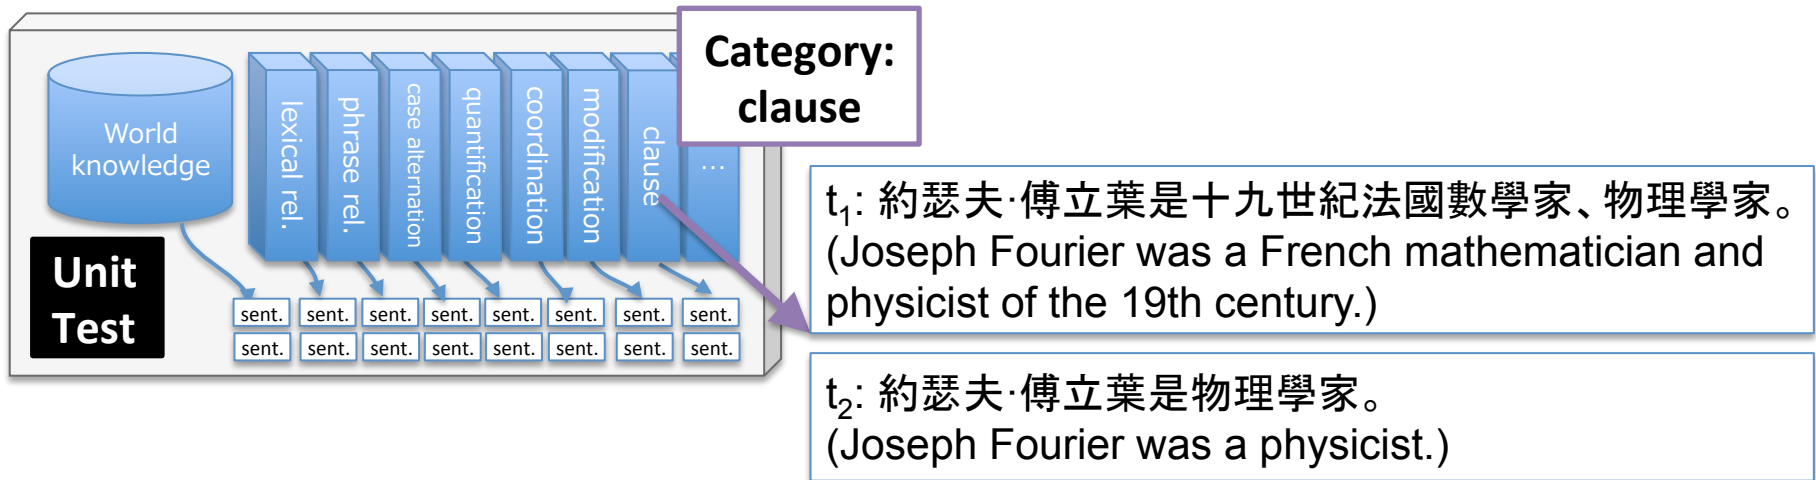 Category:
clause
World
knowledge
lexical rel.
phrase rel.
case alternation
quantification
coordination
modification
clause
...
Unit
Test
sent. sent. sent. sent. sent. sent. sent. sent.
sent. sent. sent. sent. sent. sent. sent. sent.
t1: 約瑟夫·傅立葉是十九世紀法國數學家、物理學家。
(Joseph Fourier was a French mathematician and
physicist of the 19th century.)
t2: 約瑟夫·傅立葉是物理學家。
(Joseph Fourier was a physicist.)